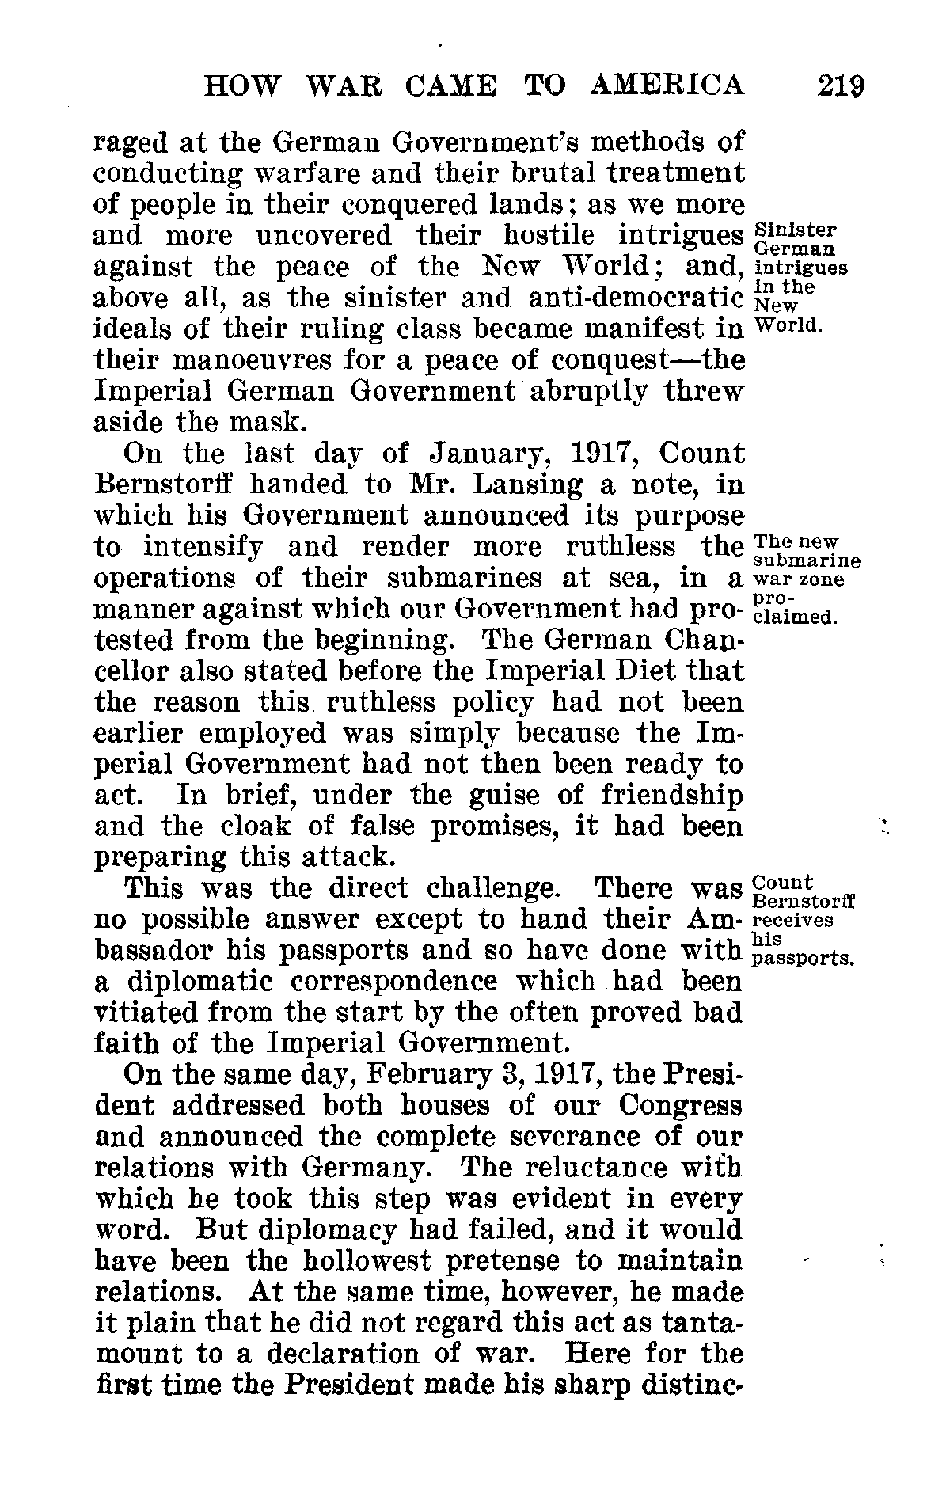 HOW WAR CAME TO AMERICA 219
raged at the German Government's methods of
conducting warfare and their brutal treatment
of people in their conquered lands; as we more
and more uncovered their hostile intrigues
against the peace of the New World; and,
above all, as the sinister and anti-democratic
ideals of their ruling class became manifest in
their manoeuvres for a peace of conquest—the
Imperial German Government abruptly threw
aside the mask.
Sinister
German
intrigues
in the
New
World.
On the last day of January, 1917, Count
Bernstorff handed to Mr. Lansing a note, in
which his Government announced its purpose
to intensify and render more ruthless the
operations of their submarines at sea, in a
manner against which our Government had pro-
tested from the beginning. The German Chan-
cellor also stated before the Imperial Diet that
the reason this ruthless policy had not been
earlier employed was simply because the Im-
perial Government had not then been ready to
act. In brief, under the guise of friendship
and the cloak of false promises, it had been
preparing this attack.
The new
submarine
war zone
pro-
claimed.
This was the direct challenge. There was
no possible answer except to hand their Am-
bassador his passports and so have done with
a diplomatic correspondence which had been
vitiated from the start by the often proved bad
faith of the Imperial Government.
Count
Bernstorff
receives
his
passports.
On the same day, February 3, 1917, the Presi-
dent addressed both houses of our Congress
and announced the complete severance of our
relations with Germany. The reluctance with
which he took this step was evident in every
word. But diplomacy had failed, and it would
have been the hollowest pretense to maintain
relations. At the same time, however, he made
it plain that he did not regard this act as tanta-
mount to a declaration of war. Here for the
first time the President made his sharp distinc-